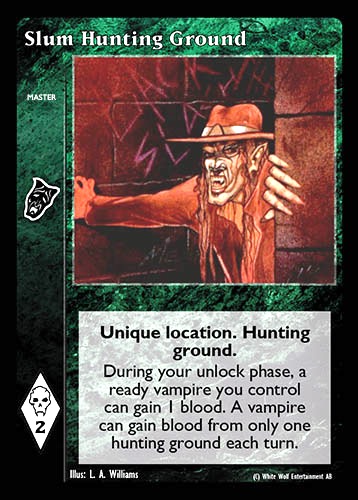 Slum Hunting Ground
MASTER
Unique location. Hunting
ground.
During your unlock phase, a
ready vampire you control
can gain 1 blood. A vampire
can gain blood from only one
hunting ground each turn.
2
Illus: L. A. Williams
(C) White Wolf Entertainment AB